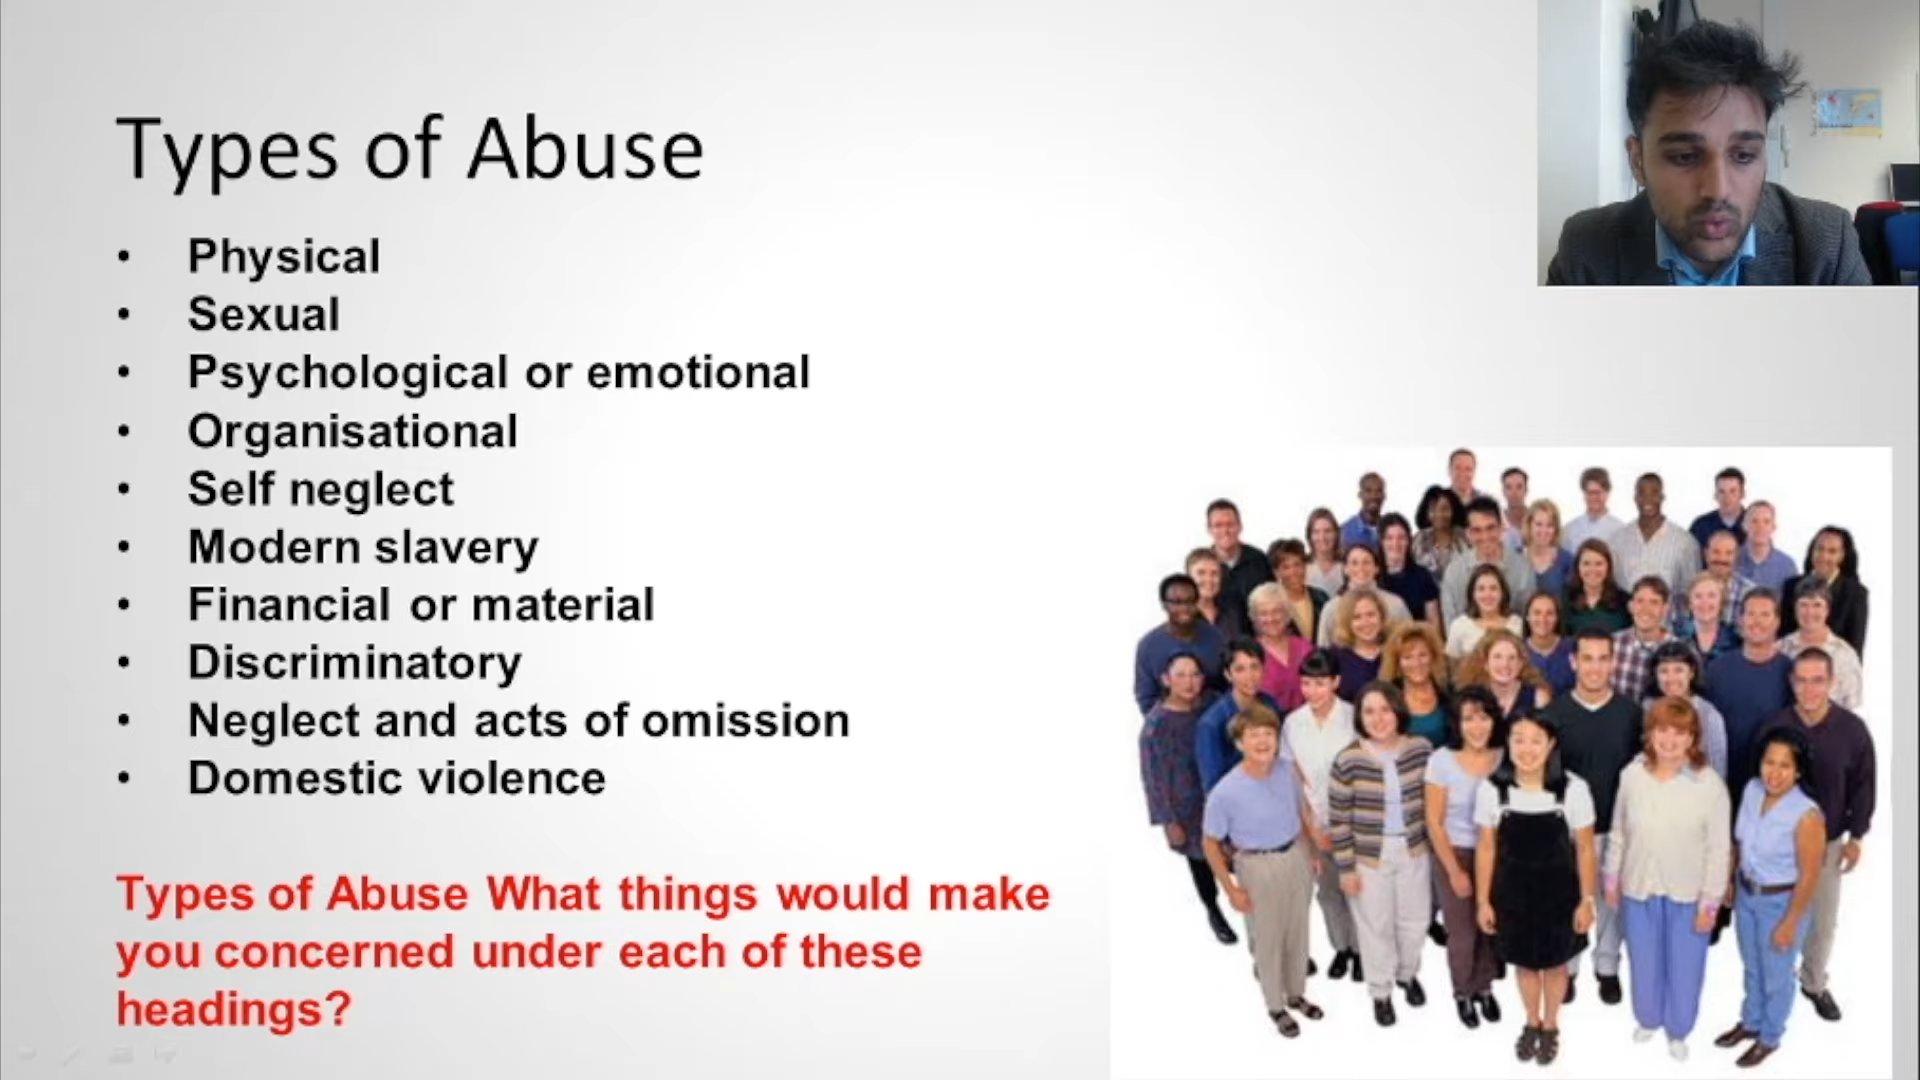 Types of Abuse
• Physical
• Sexual
• Psychological or emotional
• Organisational
• Self neglect
• Modern slavery
• Financial or material
• Discriminatory
• Neglect and acts of omission
• Domestic violence
Types of Abuse What things would make
you concerned under each of these
headings?